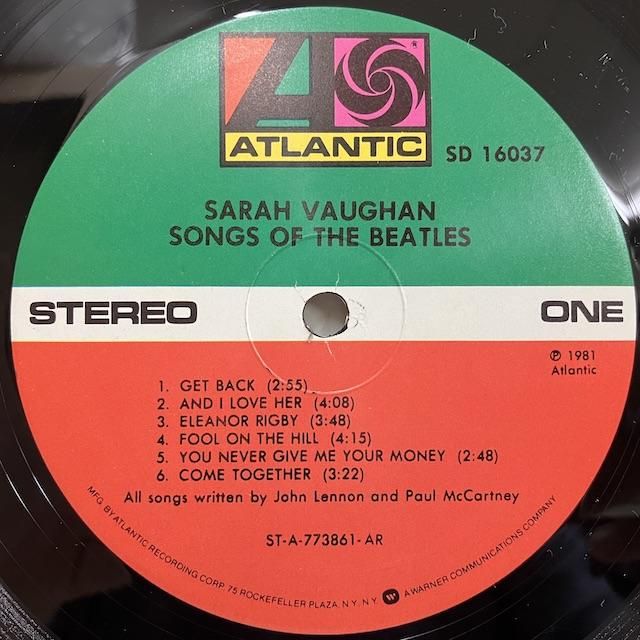 ATLANTIC
SD 16037
SARAH VAUGHAN
SONGS OF THE BEATLES
STEREO
ONE
℗ 1981
Atlantic
1. GET BACK (2:55)
2. AND I LOVE HER (4:08)
3. ELEANOR RIGBY (3:48)
4. FOOL ON THE HILL (4:15)
5. YOU NEVER GIVE ME YOUR MONEY (2:48)
6. COME TOGETHER (3:22)
All songs written by John Lennon and Paul McCartney
ST-A-773861-AR
MFG. BY ATLANTIC RECORDING CORP. 75 ROCKEFELLER PLAZA. N.Y. N.Y. A WARNER COMMUNICATIONS COMPANY